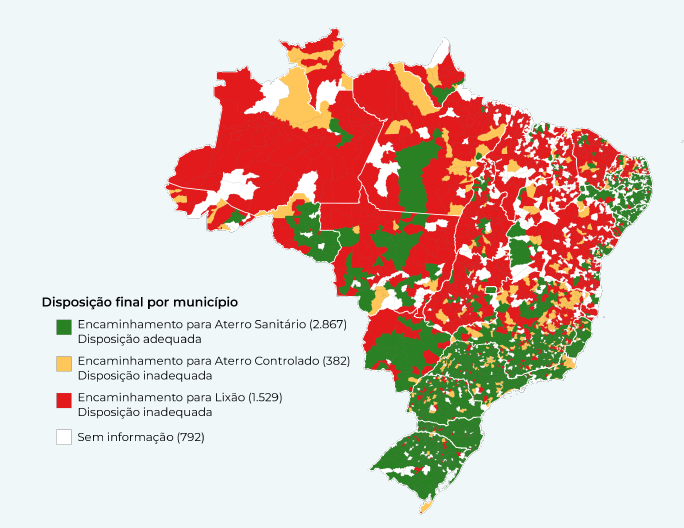 Disposição final por município
Encaminhamento para Aterro Sanitário (2.867)
Disposição adequada
Encaminhamento para Aterro Controlado (382)
Disposição inadequada
Encaminhamento para Lixão (1.529)
Disposição inadequada
Sem informação (792)